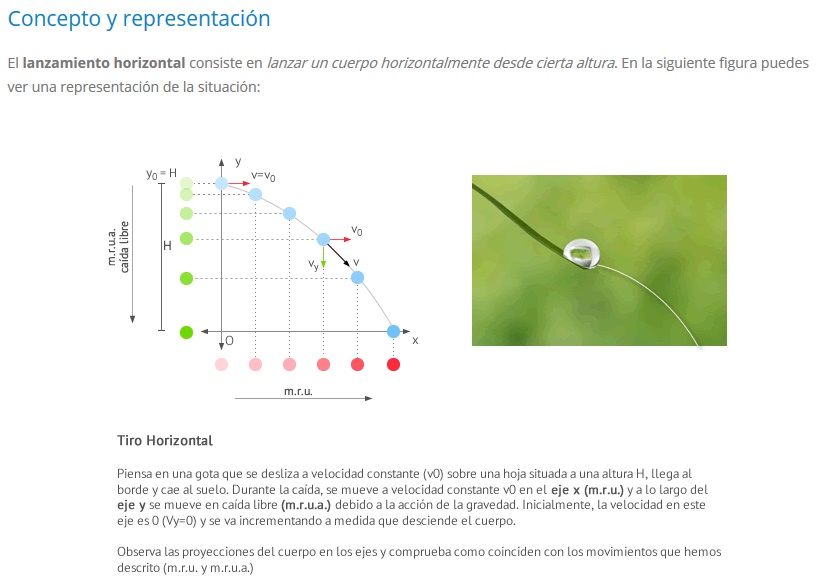 Concepto y representación
El lanzamiento horizontal consiste en lanzar un cuerpo horizontalmente desde cierta altura. En la siguiente figura puedes
ver una representación de la situación:
y
y₀ = H
v=v₀
m.r.u.a.
caída libre
H
v₀
v_y
v
O
x
m.r.u.
Tiro Horizontal
Piensa en una gota que se desliza a velocidad constante (v0) sobre una hoja situada a una altura H, llega al
borde y cae al suelo. Durante la caída, se mueve a velocidad constante v0 en el eje x (m.r.u.) y a lo largo del
eje y se mueve en caída libre (m.r.u.a.) debido a la acción de la gravedad. Inicialmente, la velocidad en este
eje es 0 (Vy=0) y se va incrementando a medida que desciende el cuerpo.
Observa las proyecciones del cuerpo en los ejes y comprueba como coinciden con los movimientos que hemos
descrito (m.r.u. y m.r.u.a.)